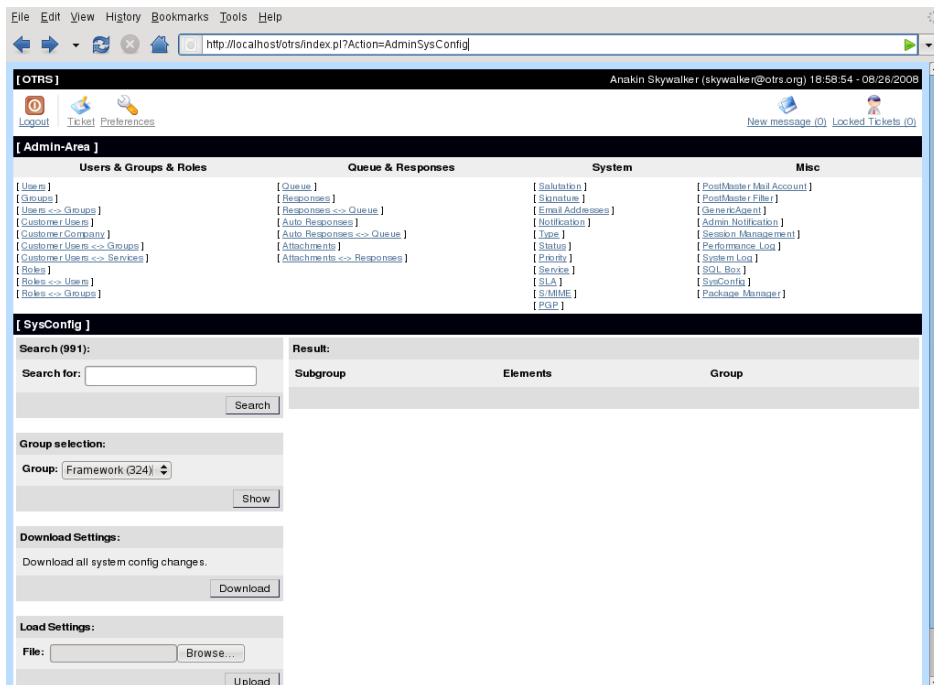 File Edit View History Bookmarks Tools Help
http://localhost/otrs/index.pl?Action=AdminSysConfig
[ OTRS ] Anakin Skywalker (skywalker@otrs.org) 18:58:54 - 08/26/2008
Logout Ticket Preferences New message (0) Locked Tickets (0)
[ Admin-Area ]
Users & Groups & Roles Queue & Responses System Misc
[ Users ] [ Queue ] [ Salutation ] [ PostMaster Mail Account ]
[ Groups ] [ Responses ] [ Signature ] [ PostMaster Filter ]
[ Users <-> Groups ] [ Responses <-> Queue ] [ Email Addresses ] [ GenericAgent ]
[ Customer Users ] [ Auto Responses ] [ Notification ] [ Admin Notification ]
[ Customer Company ] [ Auto Responses <-> Queue ] [ Type ] [ Session Management ]
[ Customer Users <-> Groups ] [ Attachments ] [ Status ] [ Performance Log ]
[ Customer Users <-> Services ] [ Attachments <-> Responses ] [ Priority ] [ System Log ]
[ Roles ] [ Service ] [ SQL Box ]
[ Roles <-> Users ] [ SLA ] [ SysConfig ]
[ Roles <-> Groups ] [ S/MIME ] [ Package Manager ]
[ PGP ]
[ SysConfig ]
Search (991): Result:
Search for: Subgroup Elements Group
Search
Group selection:
Group: Framework (324)
Show
Download Settings:
Download all system config changes.
Download
Load Settings:
File: Browse...
Upload